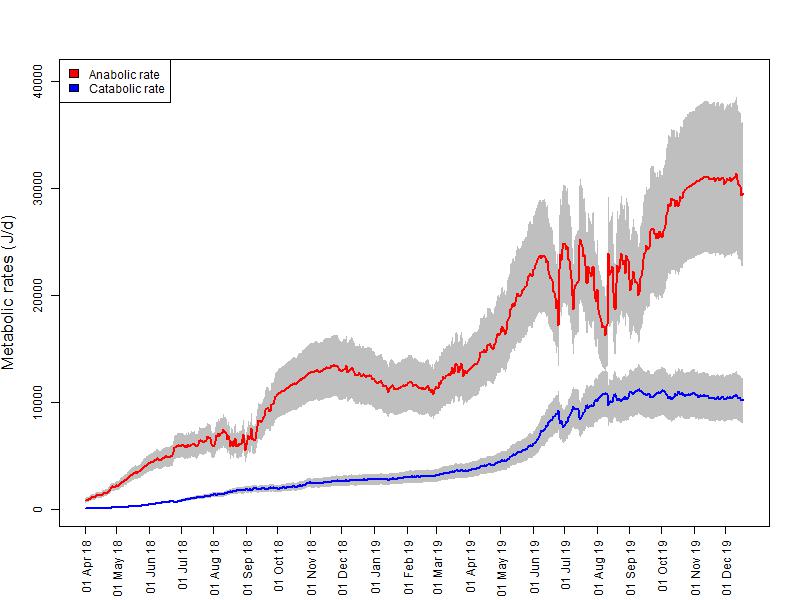 Anabolic rate
Catabolic rate
Metabolic rates (J/d)
40000
30000
20000
10000
0
01 Apr 18
01 May 18
01 Jun 18
01 Jul 18
01 Aug 18
01 Sep 18
01 Oct 18
01 Nov 18
01 Dec 18
01 Jan 19
01 Feb 19
01 Mar 19
01 Apr 19
01 May 19
01 Jun 19
01 Jul 19
01 Aug 19
01 Sep 19
01 Oct 19
01 Nov 19
01 Dec 19